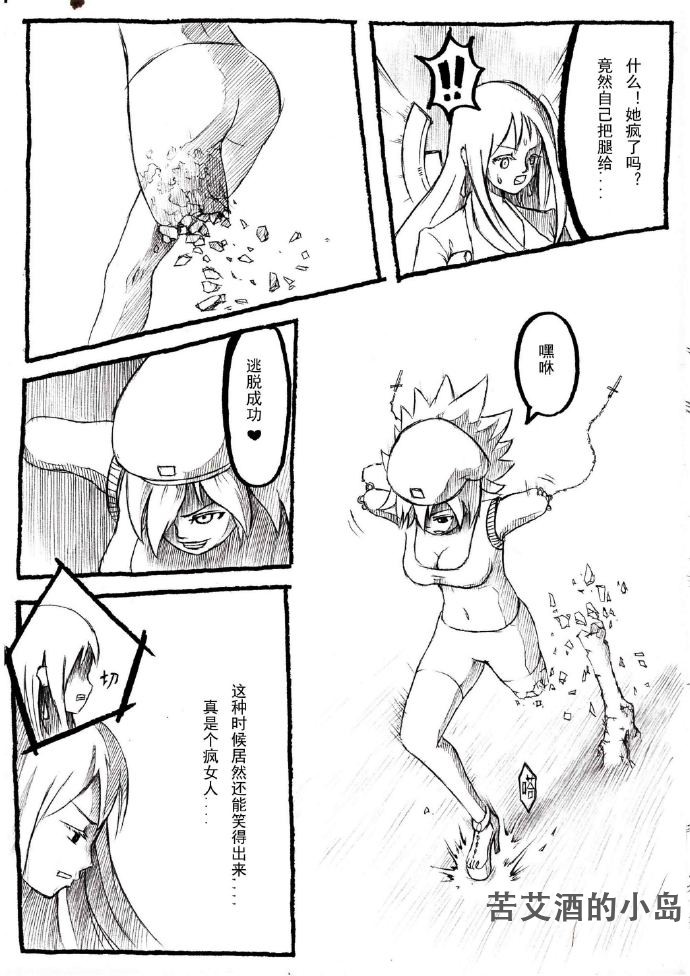 什么！她疯了吗？
竟然自己把腿给....
!!
嘿咻
逃脱成功
♥
嗒
切
这种时候居然还能笑得出来....
真是个疯女人....
苦艾酒的小岛